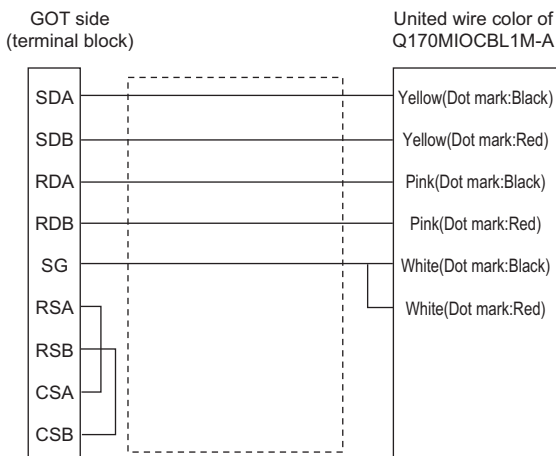 GOT side
(terminal block)
United wire color of
Q170MIOCBL1M-A
SDA
Yellow(Dot mark:Black)
SDB
Yellow(Dot mark:Red)
RDA
Pink(Dot mark:Black)
RDB
Pink(Dot mark:Red)
SG
White(Dot mark:Black)
RSA
White(Dot mark:Red)
RSB
CSA
CSB